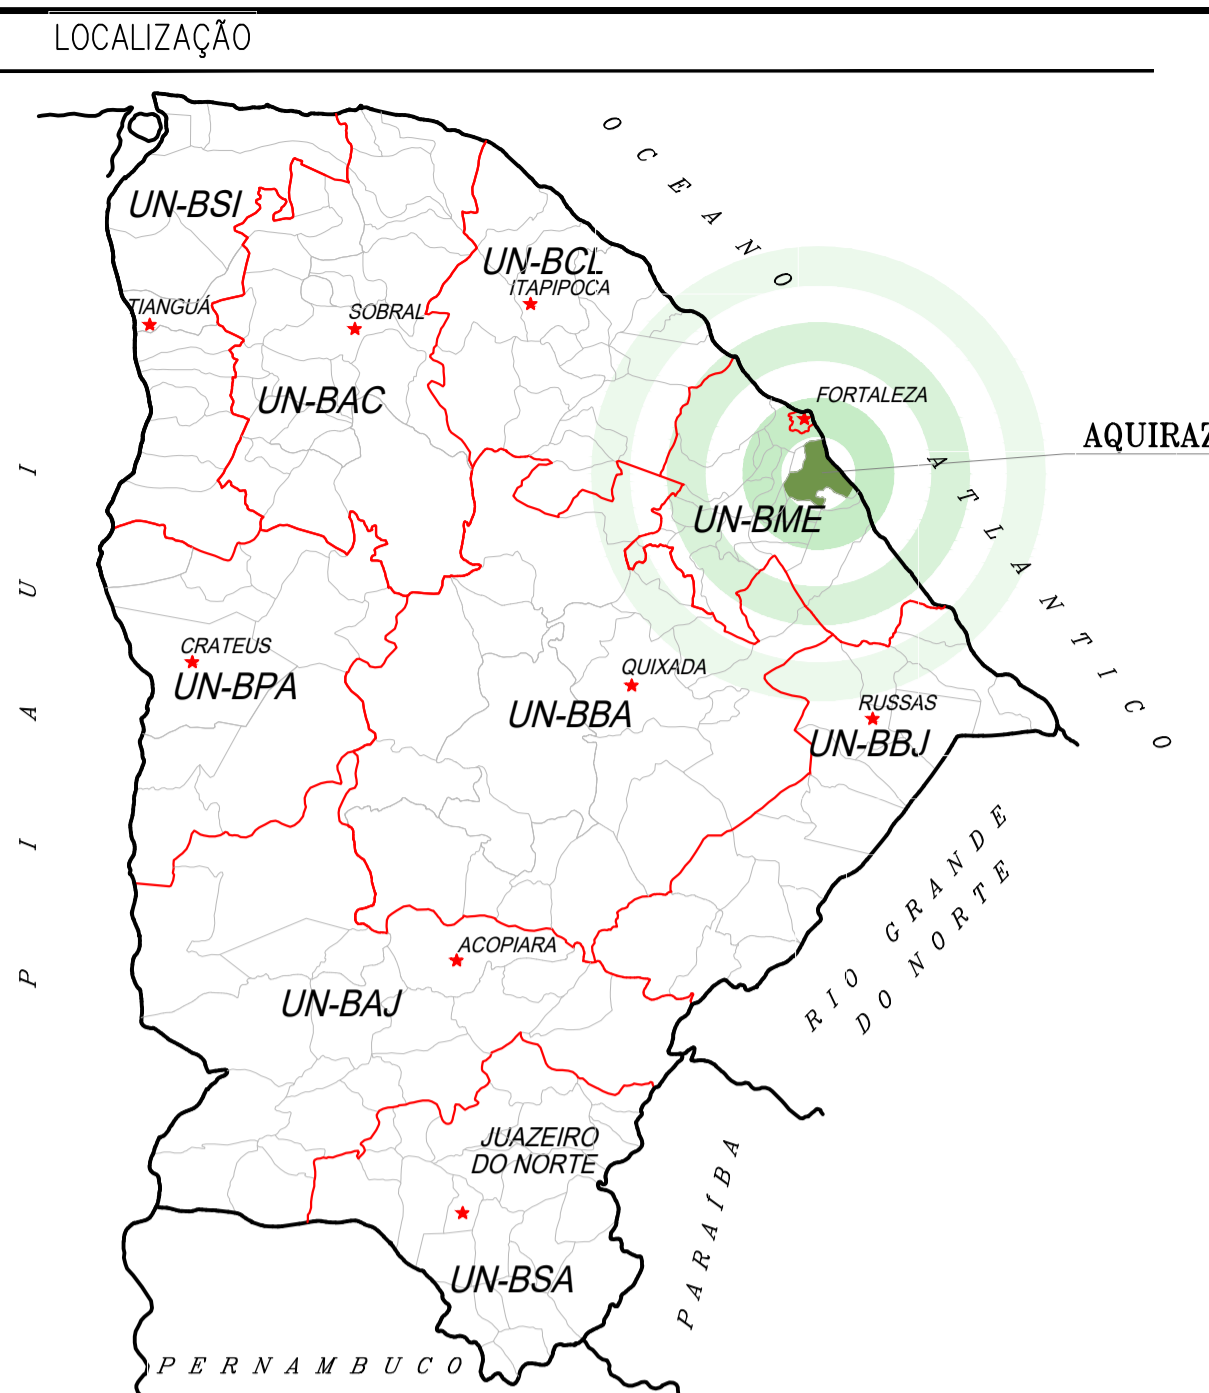 LOCALIZAÇÃO
OCEANO
UN-BSI
UN-BCL
ITAPIPOCA
TIANGUÁ
SOBRAL
UN-BAC
FORTALEZA
AQUIRAZ
ATLANTICO
UN-BME
PIAUI
CRATEUS
UN-BPA
QUIXADA
UN-BBA
RUSSAS
UN-BBJ
RIO GRANDE
DO NORTE
ACOPIARA
UN-BAJ
JUAZEIRO
DO NORTE
PARAÍBA
UN-BSA
PERNAMBUCO